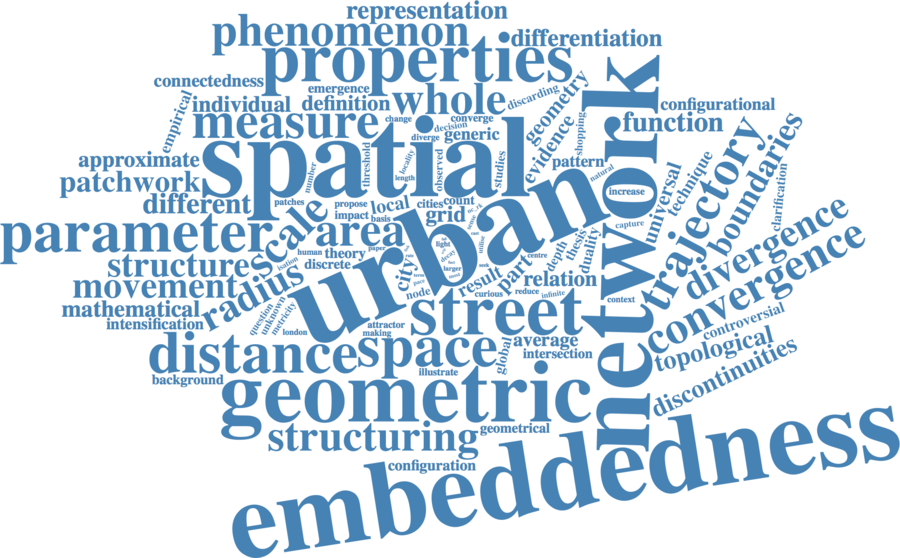 representation
phenomenon
differentiation
properties
connectedness
emergence
discarding
individual
definition
whole
geometry
configurational
empirical
measure
change
converge
decision
diverge
generic
evidence
shopping
function
network
approximate
spatial
number
threshold
locality
length
observed
studies
pattern
natural
universal
technique
trajectory
boundaries
clarification
patchwork
different
patches
propose
local
cities
count
increase
impact
basis
grid
capture
scale
parameter
area
urban
human
theory
paper
city
light
decay
larger
centre
depth
thesis
duality
structures
discrete
movement
radius
node
result
part
relation
curious
reduce
infinite
context
divergence
convergence
mathematical
intensification
question
unknown
metricity
london
attractor
making
street
average
intersection
global
controversial
topological
discontinuities
distance
space
background
illustrate
geometric
structuring
geometrical
configuration
embeddedness